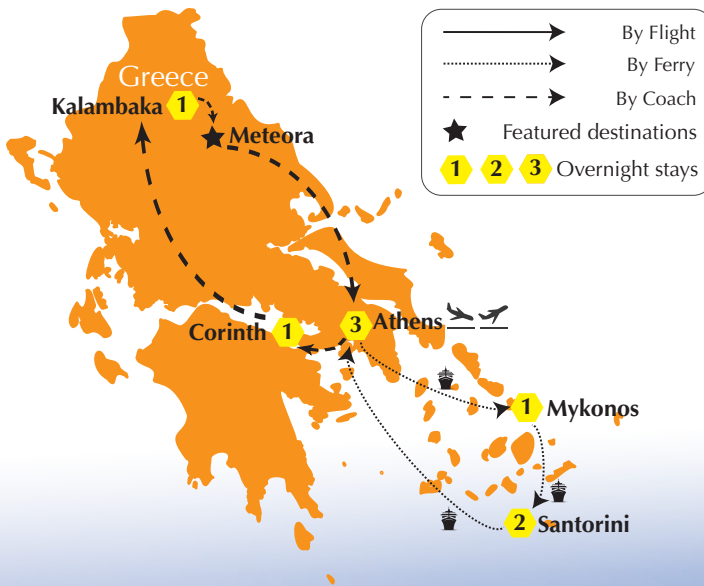 By Flight
By Ferry
By Coach
Featured destinations
1 2 3 Overnight stays
Greece
Kalambaka 1
Meteora
Corinth 1
3 Athens
1 Mykonos
2 Santorini